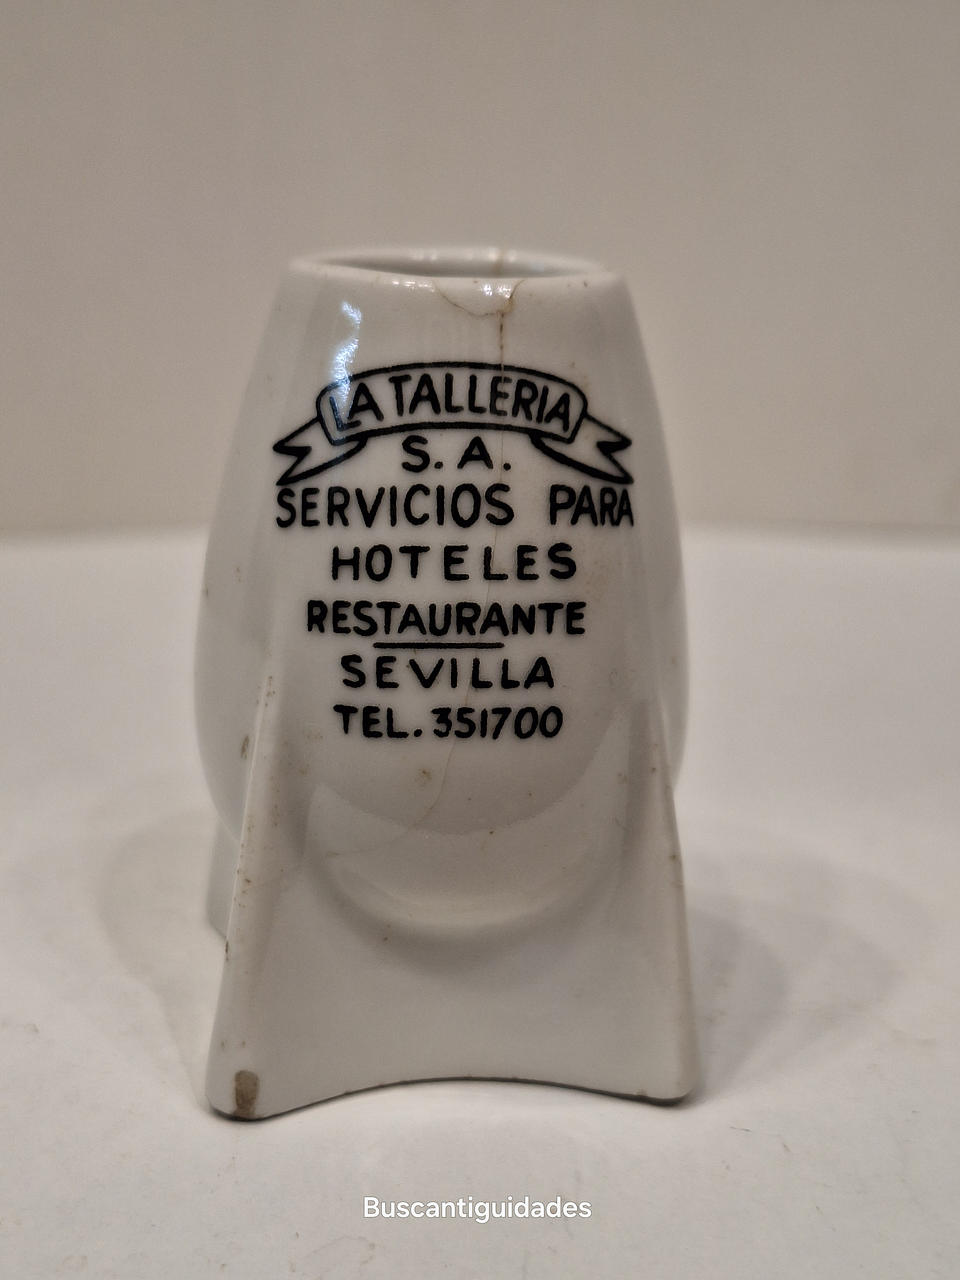 LA TALLERIA
S. A.
SERVICIOS PARA
HOTELES
RESTAURANTE
SEVILLA
TEL. 351700
Buscantiguidades